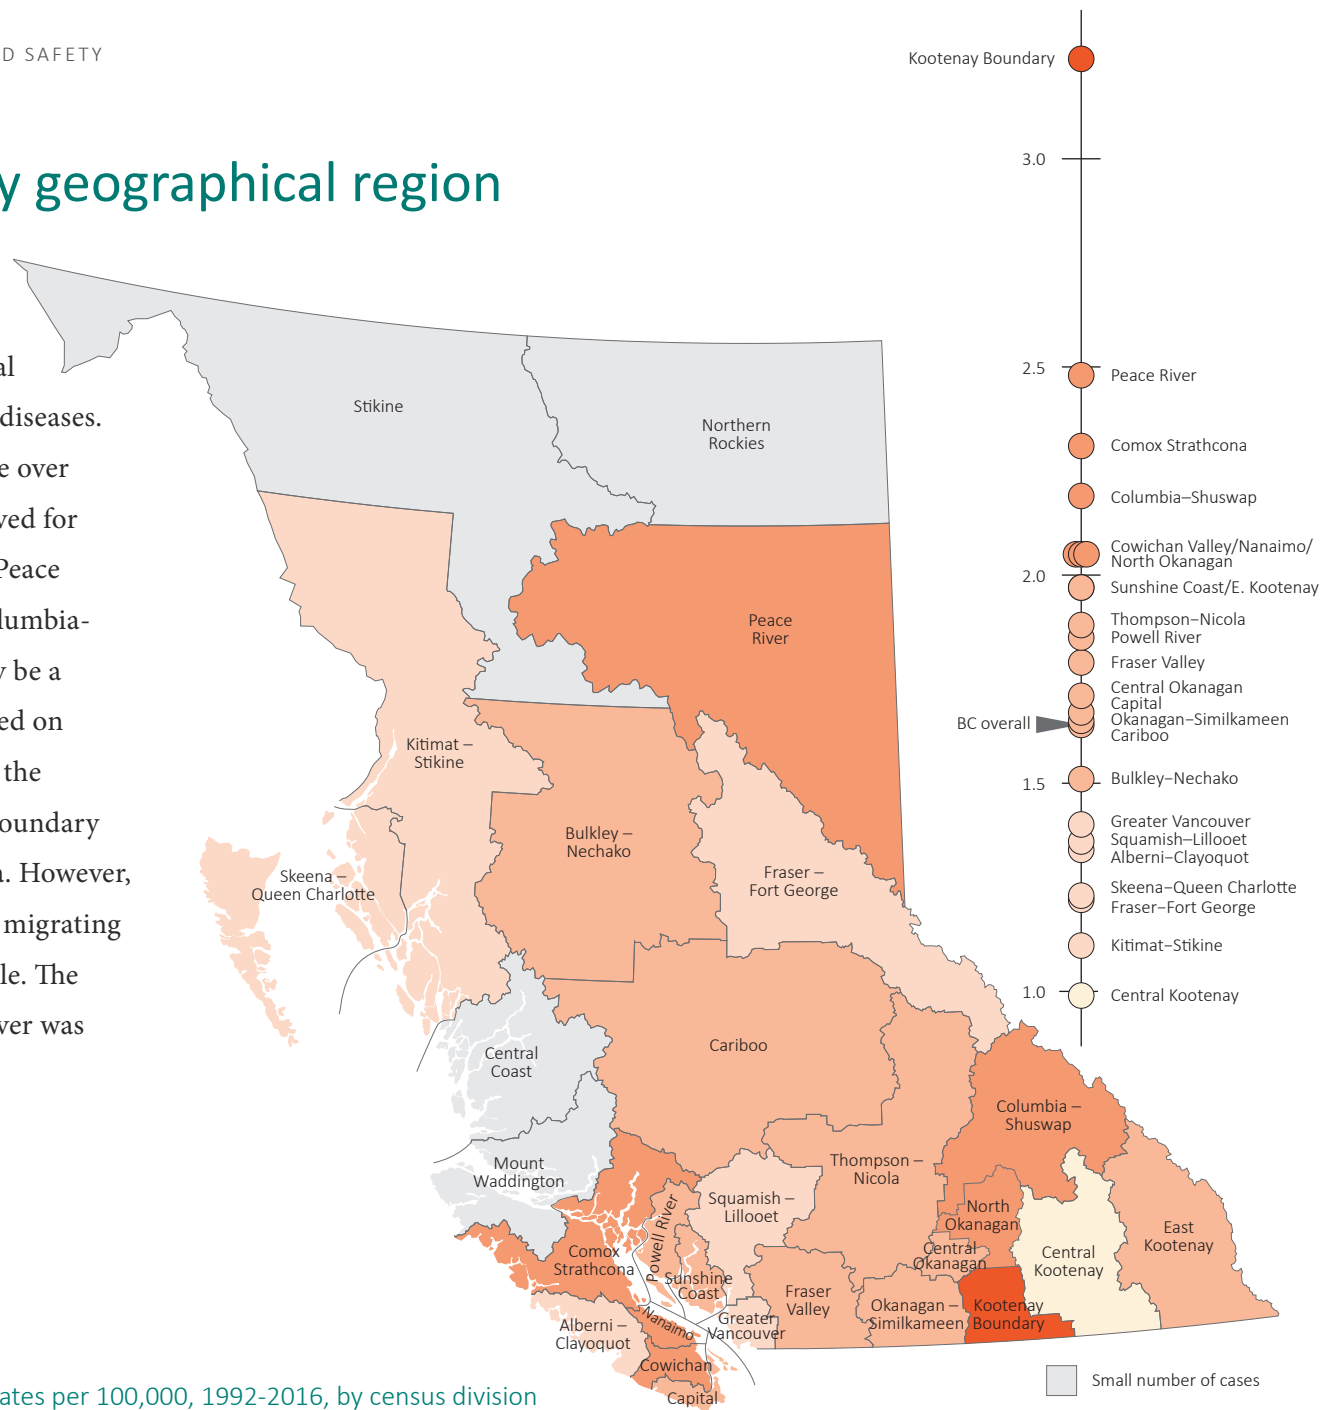 D SAFETY
y geographical region
al
diseases.
e over
ved for
Peace
lumbia-
y be a
ed on
the
oundary
a. However,
migrating
le. The
ver was
Kootenay Boundary
3.0
2.5
Peace River
Comox Strathcona
Columbia–Shuswap
Cowichan Valley/Nanaimo/
North Okanagan
2.0
Sunshine Coast/E. Kootenay
Thompson–Nicola
Powell River
Fraser Valley
Central Okanagan
Capital
BC overall
Okanagan–Similkameen
Cariboo
Bulkley–Nechako
1.5
Greater Vancouver
Squamish–Lillooet
Alberni–Clayoquot
Skeena–Queen Charlotte
Fraser–Fort George
Kitimat–Stikine
1.0
Central Kootenay
Stikine
Northern
Rockies
Peace
River
Kitimat –
Stikine
Bulkley –
Nechako
Skeena –
Queen Charlotte
Fraser –
Fort George
Central
Coast
Cariboo
Columbia –
Shuswap
Mount
Waddington
Thompson –
Nicola
Squamish –
Lillooet
North
Okanagan
East
Kootenay
Powell River
Comox
Strathcona
Central
Okanagan
Central
Kootenay
Sunshine
Coast
Fraser
Valley
Okanagan –
Similkameen
Kootenay
Boundary
Alberni –
Clayoquot
Nanaimo
Greater
Vancouver
Cowichan
Capital
Small number of cases
ates per 100,000, 1992-2016, by census division